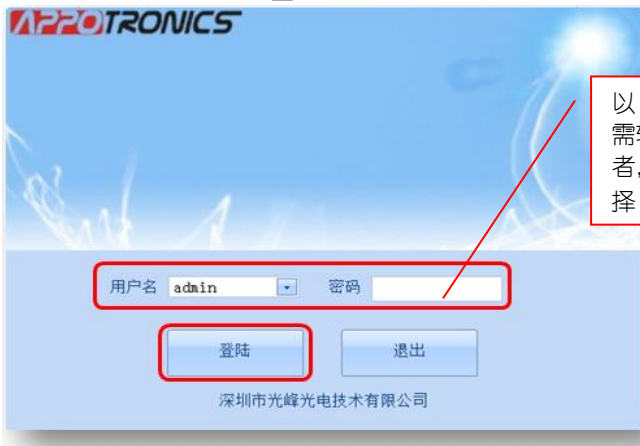 APPOTRONICS
以
需
者，
择
用户名 admin 密码
登陆 退出
深圳市光峰光电技术有限公司